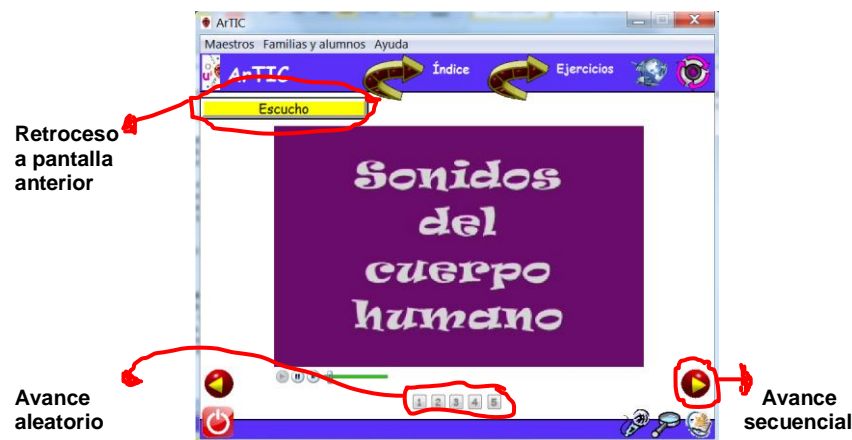 ArTIC
Maestros Familias y alumnos Ayuda
ArTIC
Índice
Ejercicios
Escucho
Retroceso
a pantalla
anterior
Sonidos
del
cuerpo
humano
1 2 3 4 5
Avance
aleatorio
Avance
secuencial